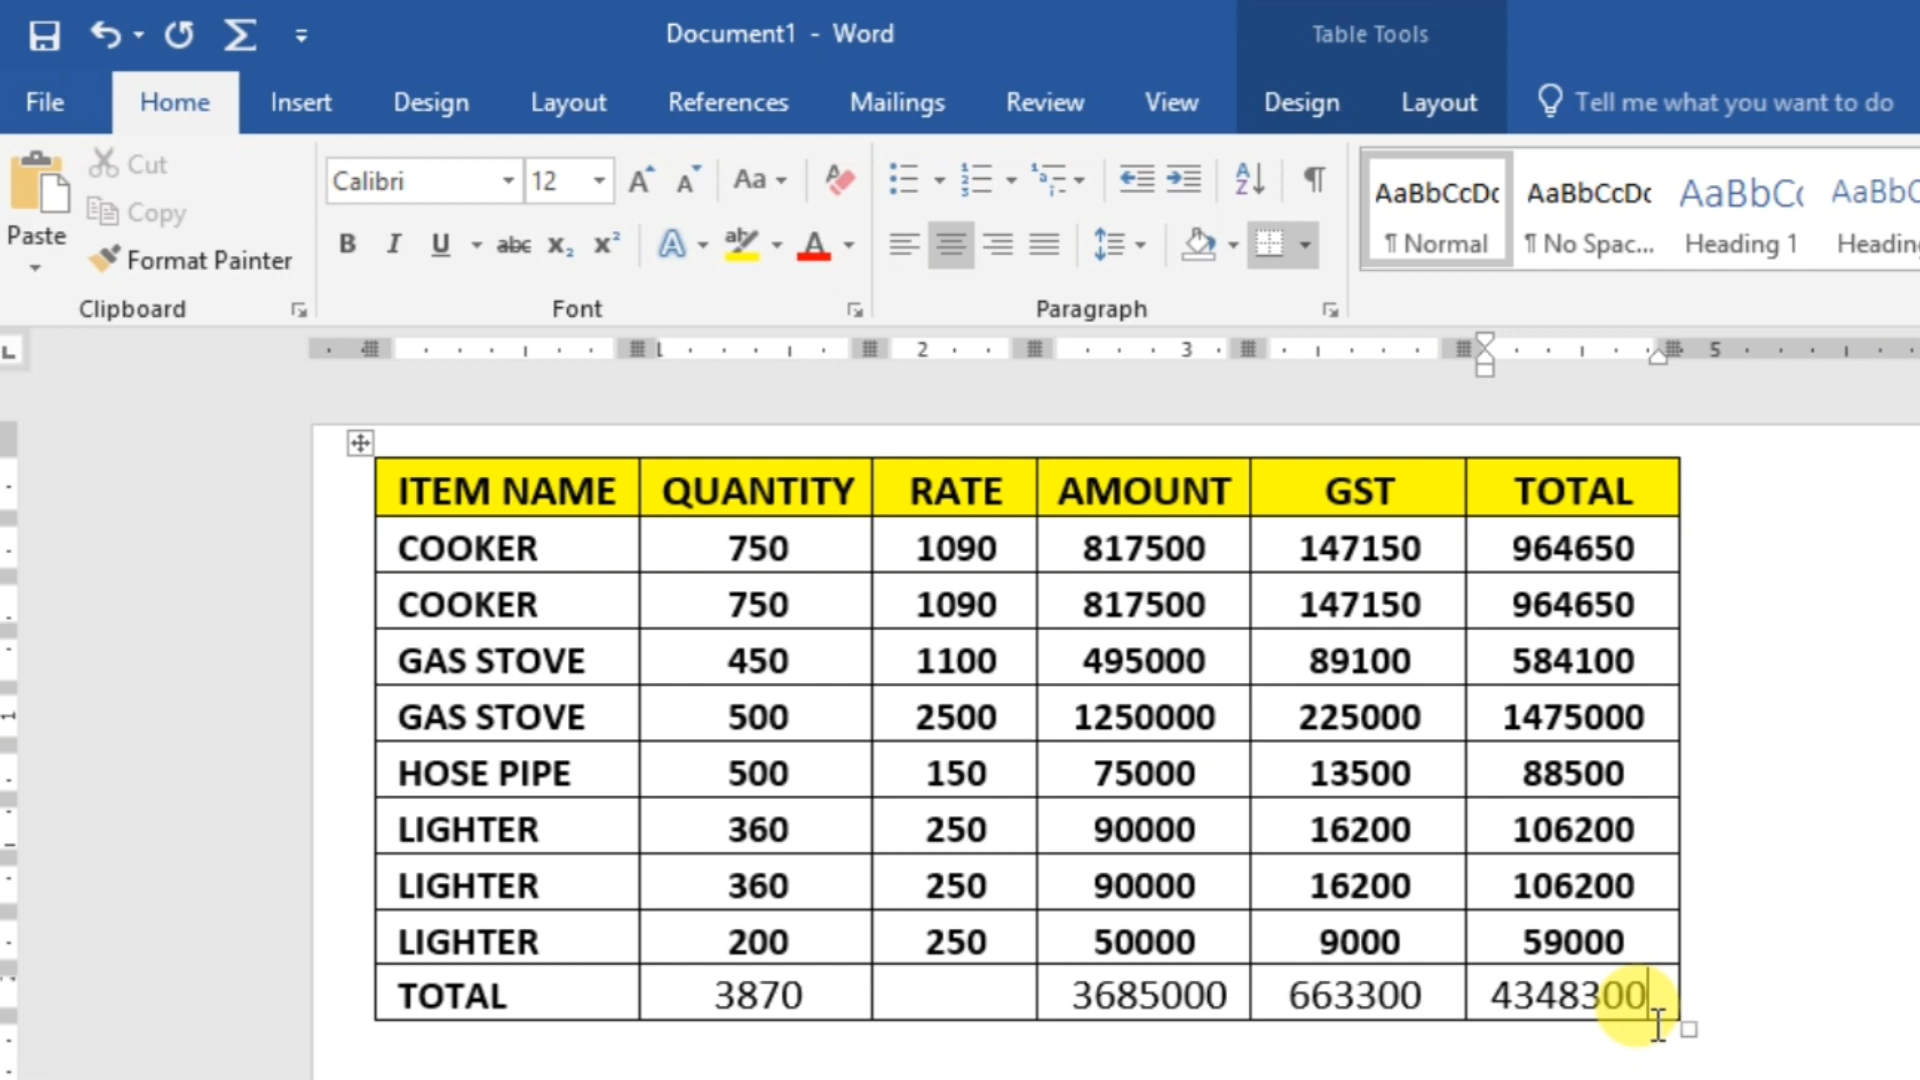 Document1 - Word
Table Tools
File Home Insert Design Layout References Mailings Review View Design Layout Tell me what you want to do
Paste
Cut
Copy
Format Painter
Clipboard
Calibri 12 Aa
B I U abc x₂ x²
Font
Paragraph
AaBbCcDc AaBbCcDc AaBbC AaBbC
¶ Normal ¶ No Spac... Heading 1 Heading
1 2 3 5
ITEM NAME QUANTITY RATE AMOUNT GST TOTAL
COOKER 750 1090 817500 147150 964650
COOKER 750 1090 817500 147150 964650
GAS STOVE 450 1100 495000 89100 584100
GAS STOVE 500 2500 1250000 225000 1475000
HOSE PIPE 500 150 75000 13500 88500
LIGHTER 360 250 90000 16200 106200
LIGHTER 360 250 90000 16200 106200
LIGHTER 200 250 50000 9000 59000
TOTAL 3870 3685000 663300 4348300